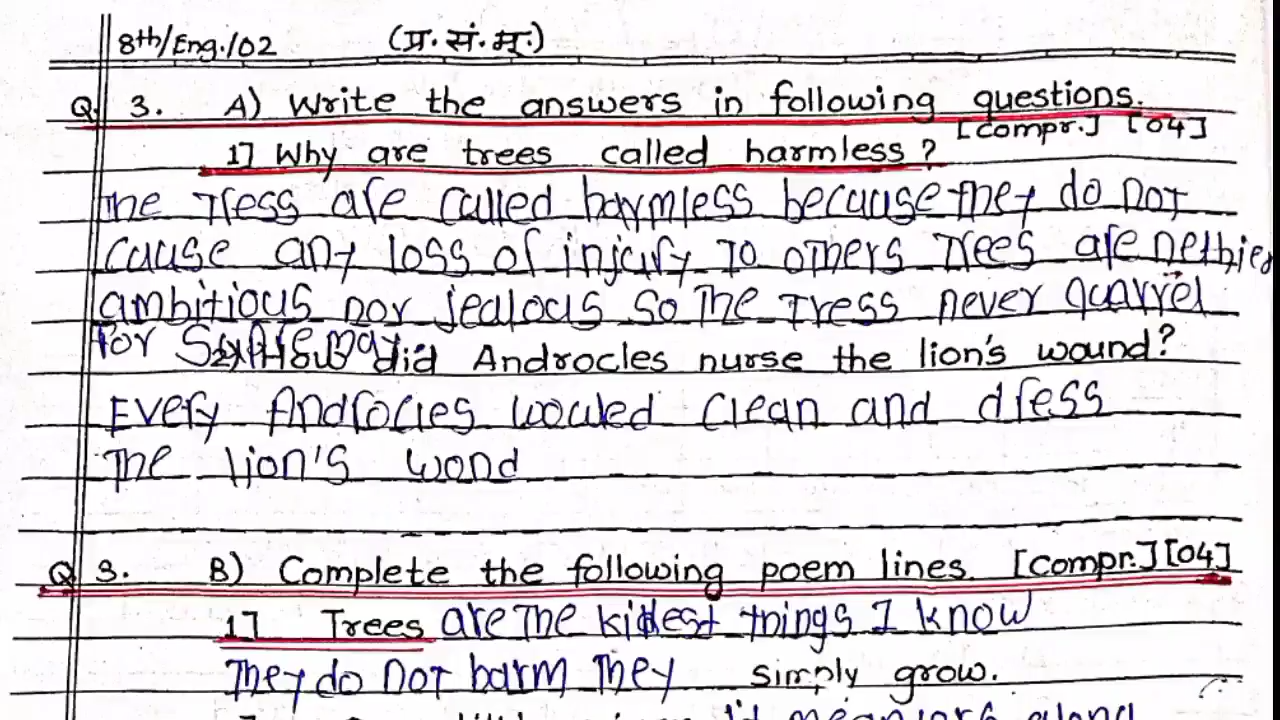 8th/Eng./02 (प्र. सं. मू.)
Q. 3. A) Write the answers in following questions.
[compr.] [04]
1] Why are trees called harmless?
The Tress are called harmless because they do not
cause any loss of injury to others Trees are nethier
ambitious nor jealous so the Tress never quarrel
for
2) How did Androcles nurse the lion's wound?
Every Androcles wouled clean and dress
the lion's wond
Q 3. B) Complete the following poem lines. [compr.] [04]
1] Trees are the kidest things I know
They do not harm They simply grow.